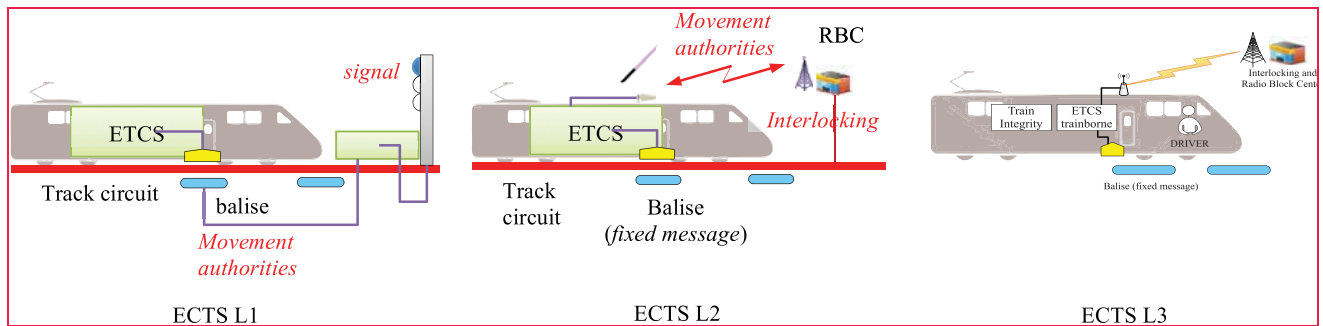 signal
ETCS
Track circuit
balise
Movement
authorities
ECTS L1
Movement
authorities
RBC
ETCS
Interlocking
Track
circuit
Balise
(fixed message)
ECTS L2
Interlocking and
Radio Block Cent
Train
Integrity
ETCS
trainborne
DRIVER
Balise (fixed message)
ECTS L3